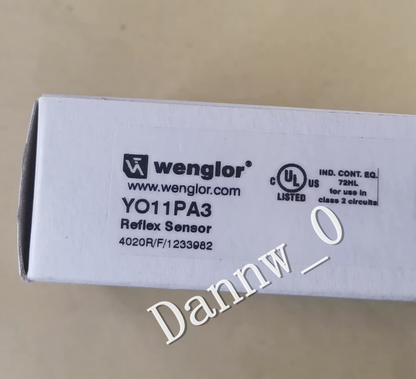 wenglor®
www.wenglor.com
YO11PA3
Reflex Sensor
4020R/F/1233982
C UL US
LISTED
IND. CONT. EQ.
72HL
for use in
class 2 circuits
Dannw_0